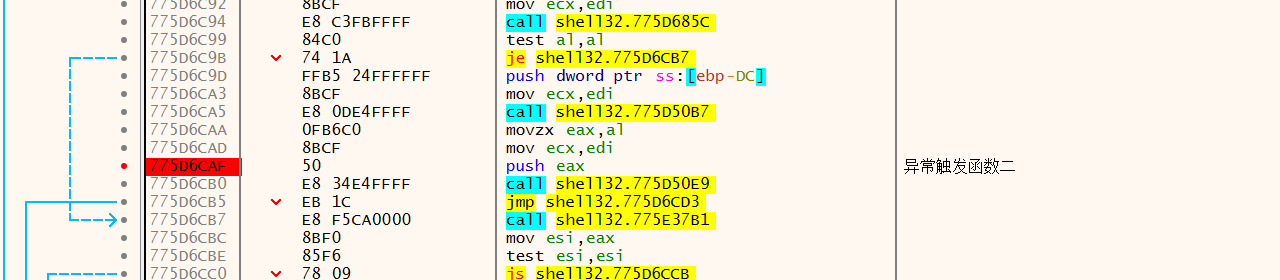 775D6C92 8BCF mov ecx,edi
775D6C94 E8 C3FBFFFF call shell32.775D685C
775D6C99 84C0 test al,al
775D6C9B 74 1A je shell32.775D6CB7
775D6C9D FFB5 24FFFFFF push dword ptr ss:[ebp-DC]
775D6CA3 8BCF mov ecx,edi
775D6CA5 E8 0DE4FFFF call shell32.775D50B7
775D6CAA 0FB6C0 movzx eax,al
775D6CAD 8BCF mov ecx,edi
775D6CAF 50 push eax 异常触发函数二
775D6CB0 E8 34E4FFFF call shell32.775D50E9
775D6CB5 EB 1C jmp shell32.775D6CD3
775D6CB7 E8 F5CA0000 call shell32.775E37B1
775D6CBC 8BF0 mov esi,eax
775D6CBE 85F6 test esi,esi
775D6CC0 78 09 js shell32.775D6CCB